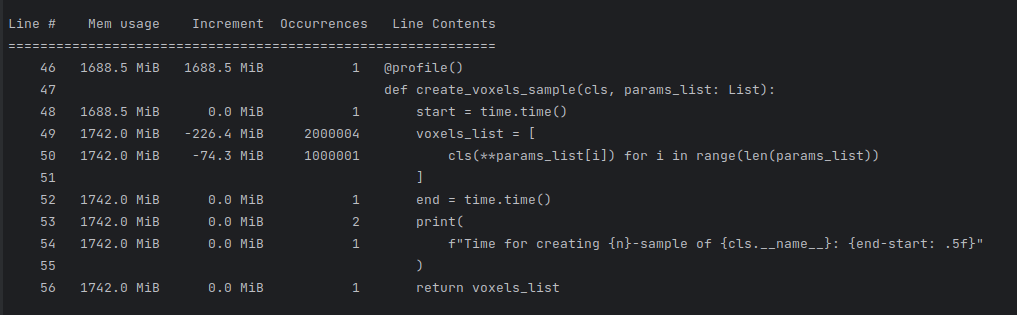 Line #    Mem usage    Increment  Occurrences   Line Contents
=============================================================
    46   1688.5 MiB   1688.5 MiB           1   @profile()
    47                                         def create_voxels_sample(cls, params_list: List):
    48   1688.5 MiB      0.0 MiB           1       start = time.time()
    49   1742.0 MiB   -226.4 MiB     2000004       voxels_list = [
    50   1742.0 MiB    -74.3 MiB     1000001           cls(**params_list[i]) for i in range(len(params_list))
    51                                             ]
    52   1742.0 MiB      0.0 MiB           1       end = time.time()
    53   1742.0 MiB      0.0 MiB           2       print(
    54   1742.0 MiB      0.0 MiB           1           f"Time for creating {n}-sample of {cls.__name__}: {end-start: .5f}"
    55                                             )
    56   1742.0 MiB      0.0 MiB           1       return voxels_list